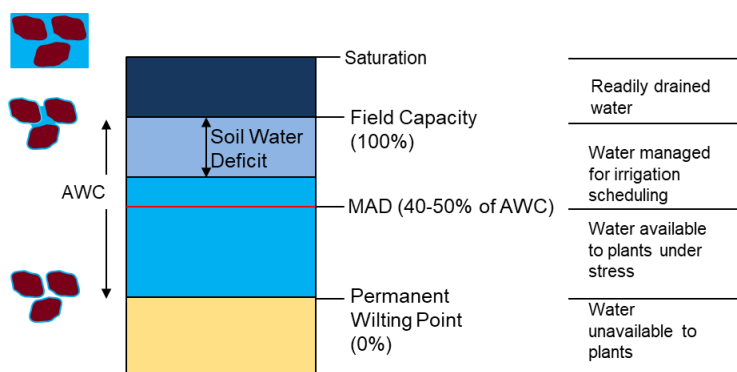 Saturation
Readily drained
water
Field Capacity
(100%)
Soil Water
Deficit
Water managed
for irrigation
scheduling
AWC
MAD (40-50% of AWC)
Water available
to plants under
stress
Permanent
Wilting Point
(0%)
Water
unavailable to
plants